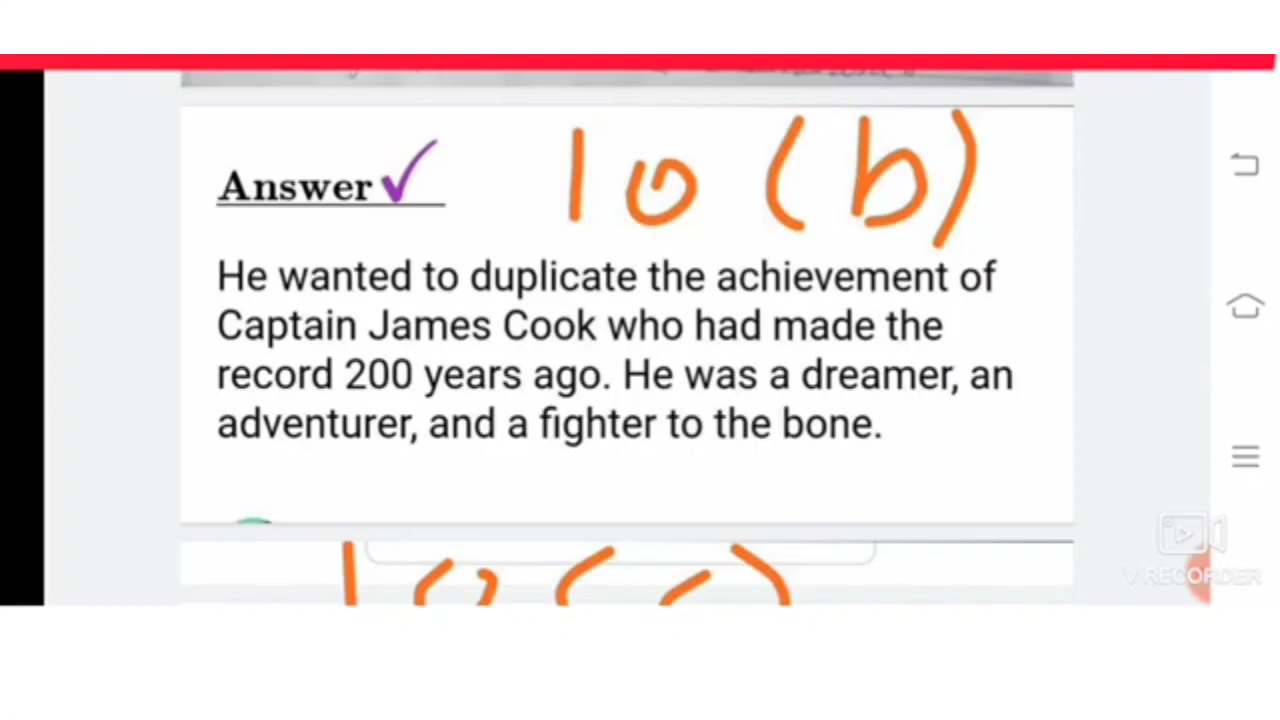 10 (b)
Answer
He wanted to duplicate the achievement of
Captain James Cook who had made the
record 200 years ago. He was a dreamer, an
adventurer, and a fighter to the bone.
V RECORDER